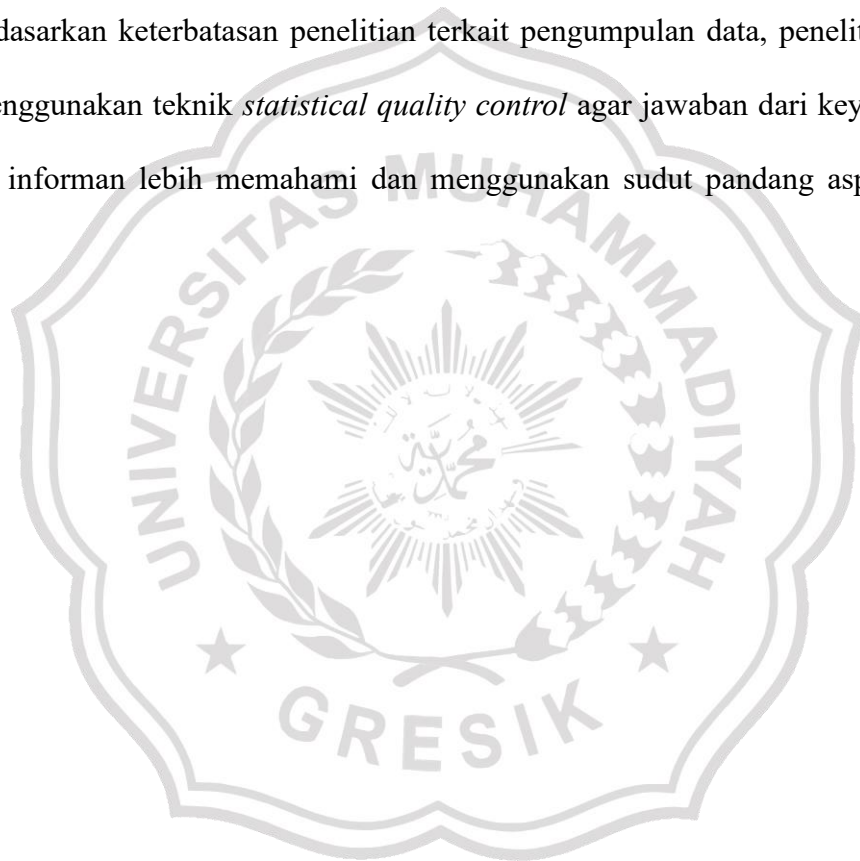 dasarkan keterbatasan penelitian terkait pengumpulan data, penelit
enggunakan teknik statistical quality control agar jawaban dari key
informan lebih memahami dan menggunakan sudut pandang asp
UNIVERSITAS MUHAMMADIYAH
GRESIK